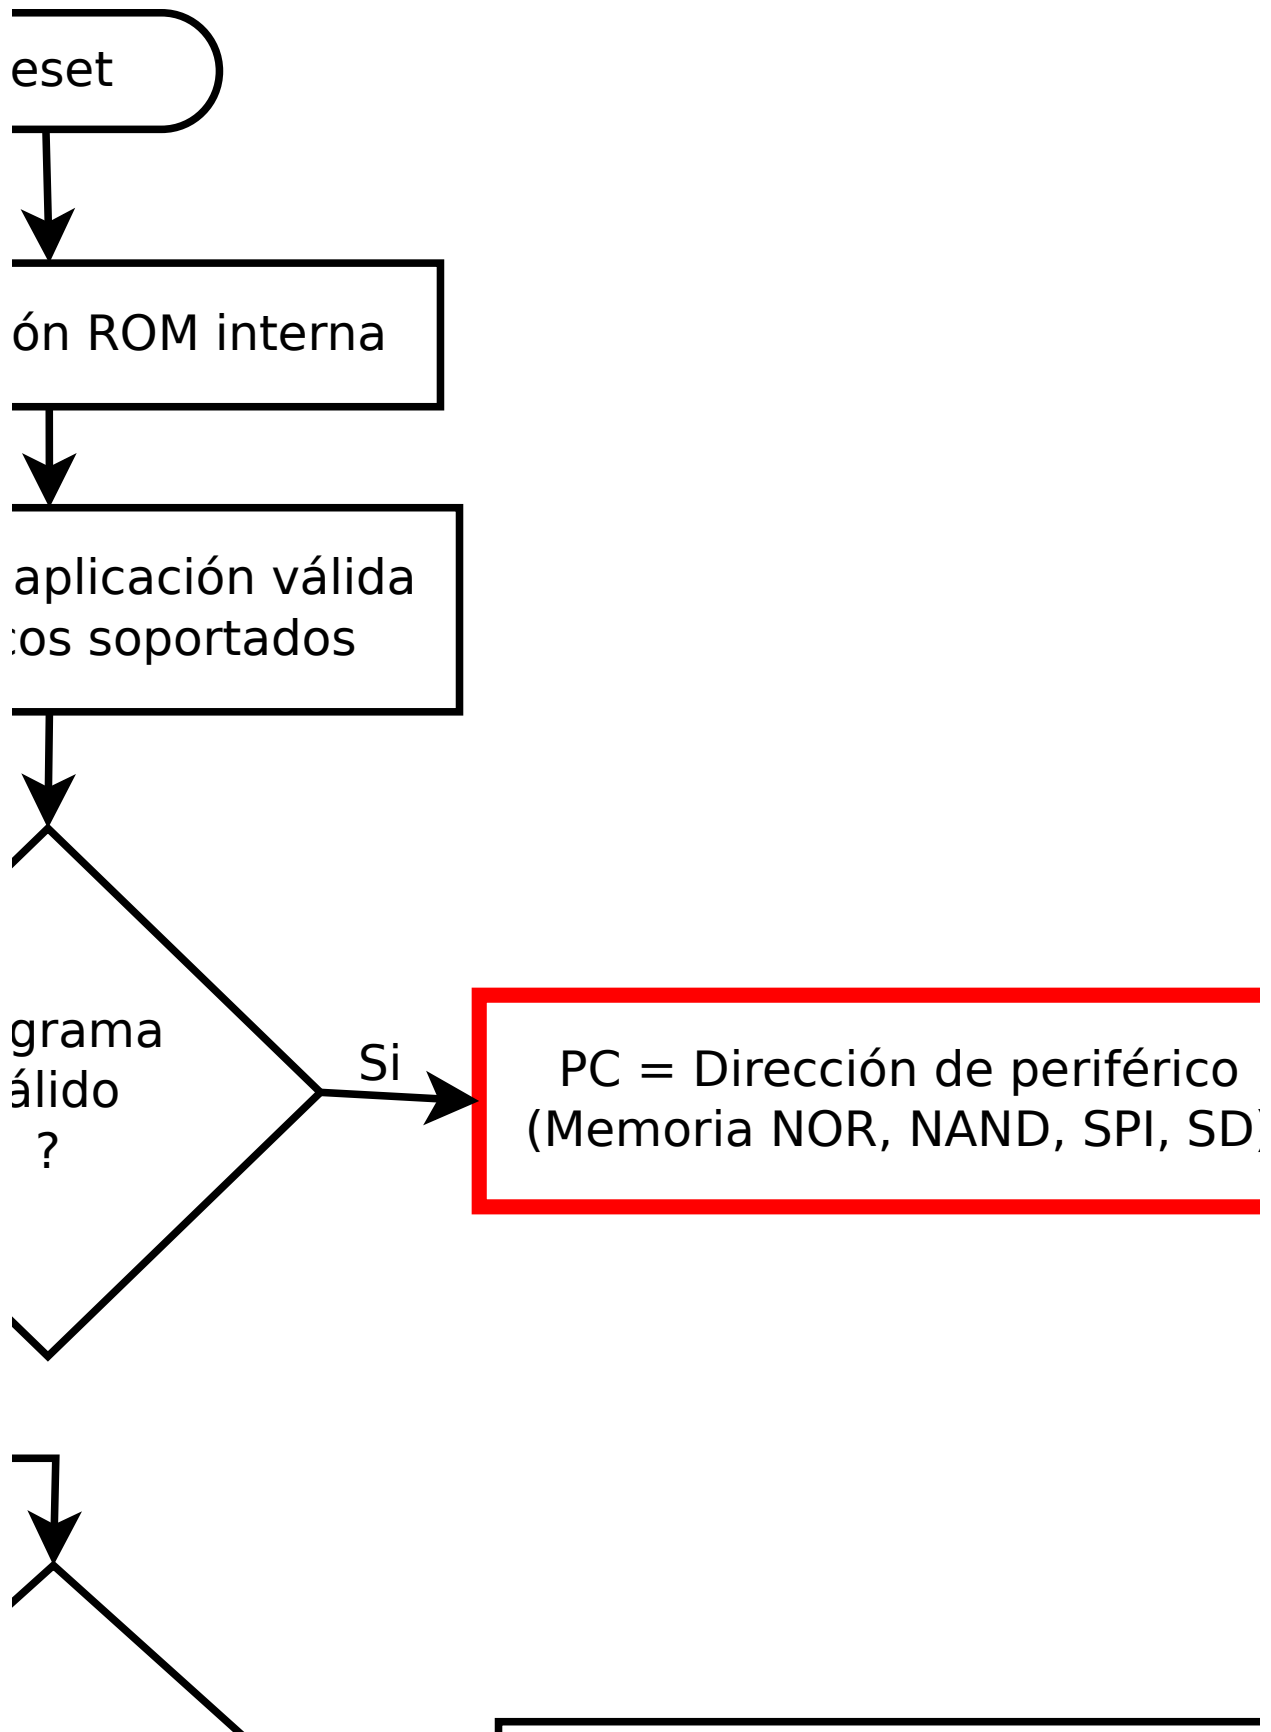 eset
ón ROM interna
aplicación válida
cos soportados
grama
álido
?
Si
PC = Dirección de periférico
(Memoria NOR, NAND, SPI, SD)